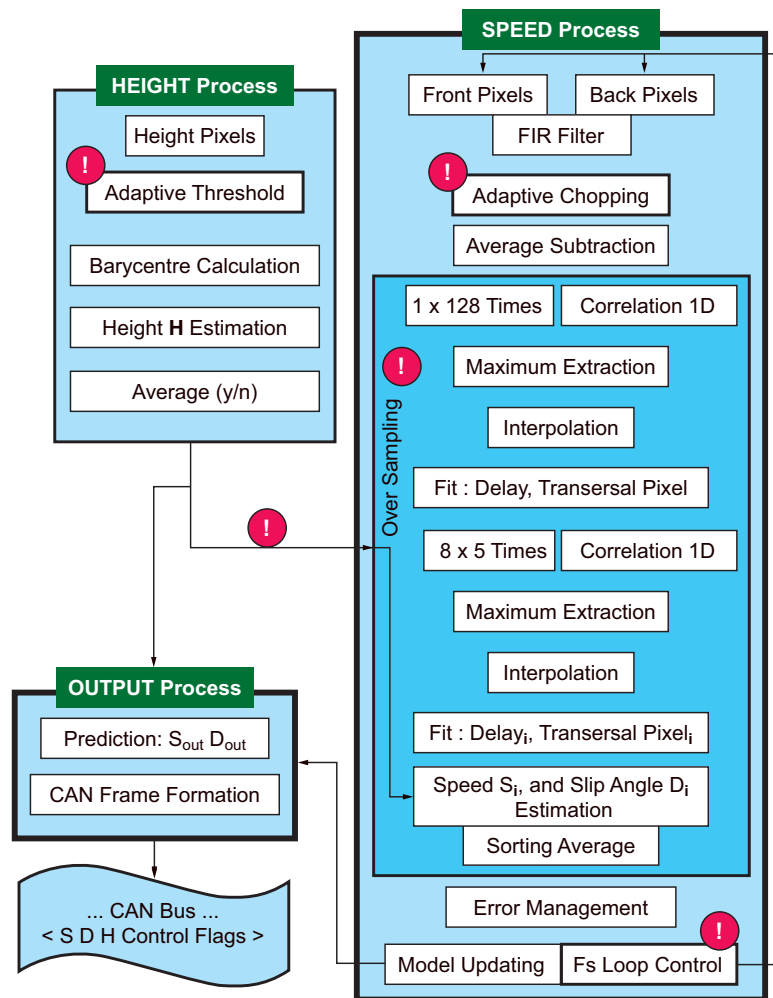 HEIGHT Process
Height Pixels
!
Adaptive Threshold
Barycentre Calculation
Height H Estimation
Average (y/n)
!
SPEED Process
Front Pixels
Back Pixels
FIR Filter
!
Adaptive Chopping
Average Subtraction
Over Sampling
1 x 128 Times
Correlation 1D
!
Maximum Extraction
Interpolation
Fit : Delay, Transersal Pixel
8 x 5 Times
Correlation 1D
Maximum Extraction
Interpolation
Fit : Delayi, Transersal Pixeli
Speed Si, and Slip Angle Di
Estimation
Sorting Average
Error Management
!
Model Updating
Fs Loop Control
OUTPUT Process
Prediction: Sout Dout
CAN Frame Formation
... CAN Bus ...
< S D H Control Flags >